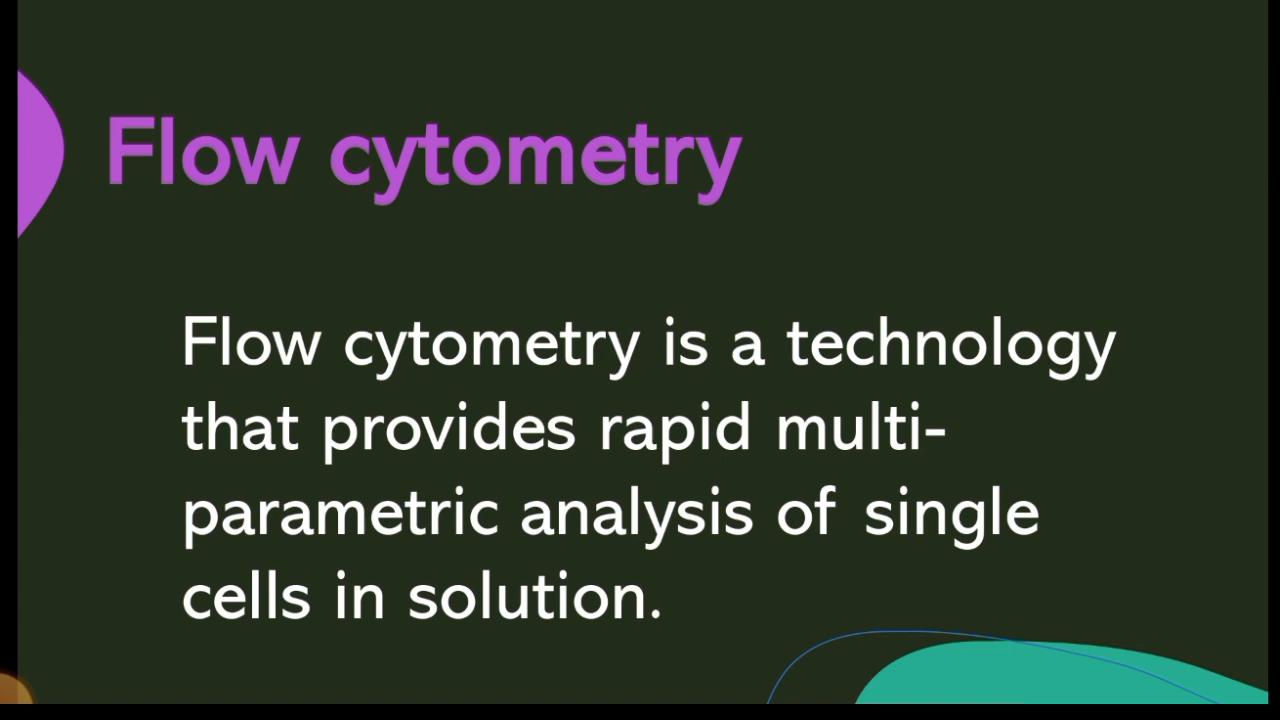 Flow cytometry
Flow cytometry is a technology
that provides rapid multi-
parametric analysis of single
cells in solution.